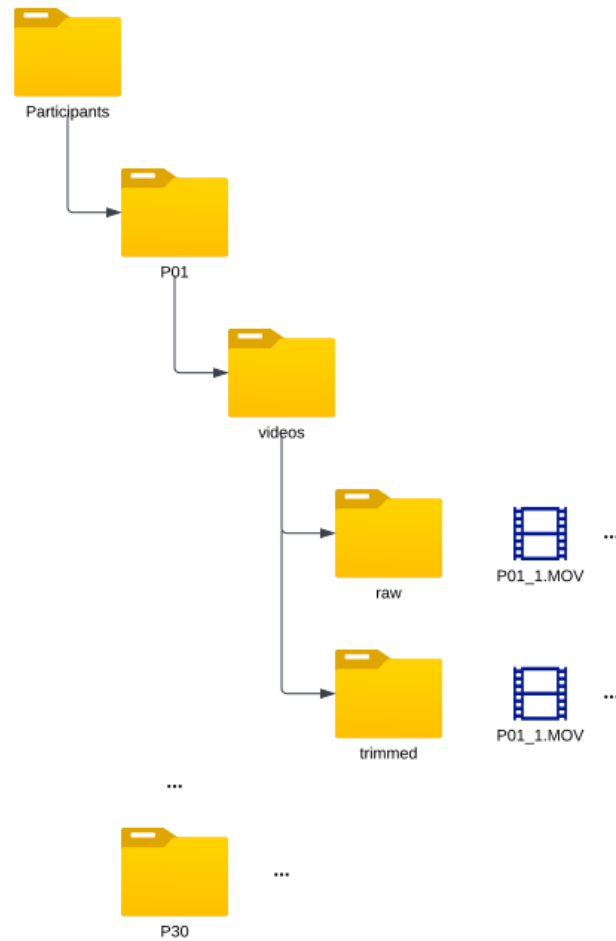 Participants
P01
videos
raw
P01_1.MOV
...
trimmed
P01_1.MOV
...
...
P30
...